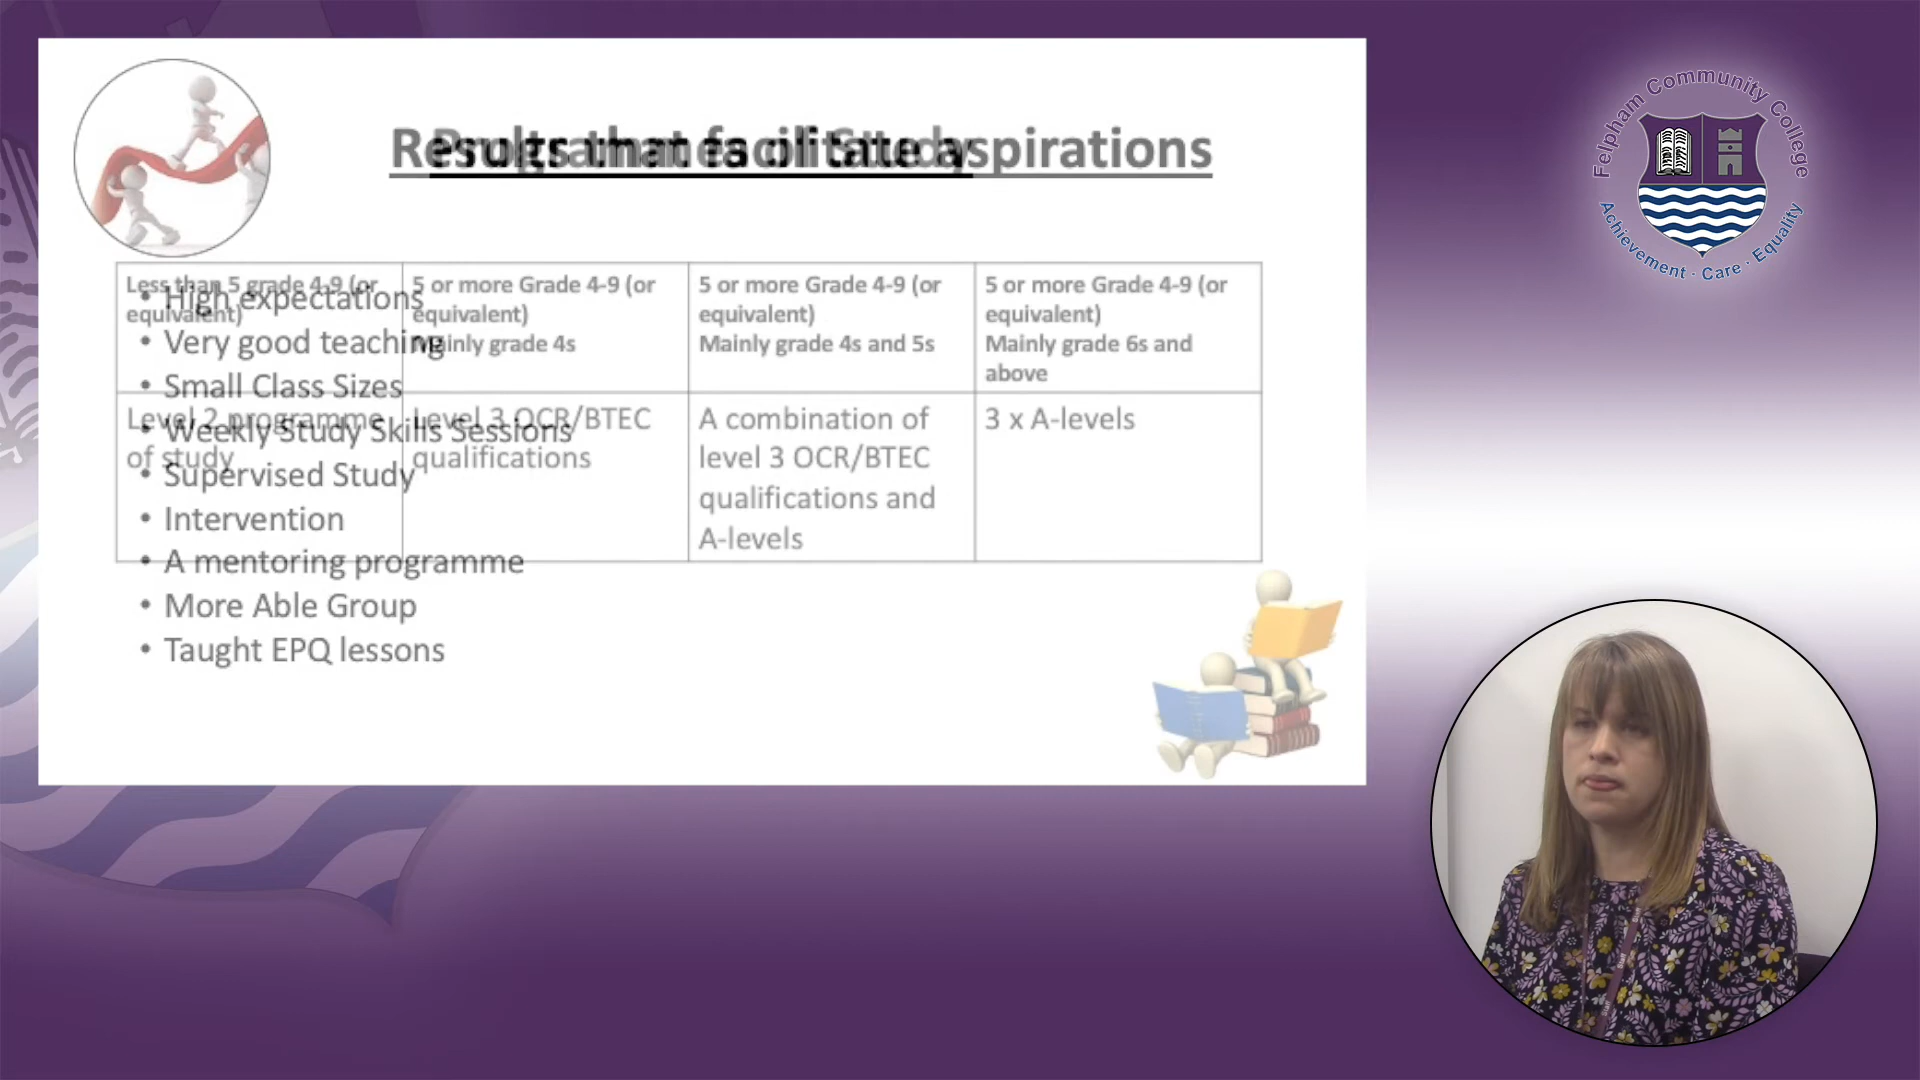 Results that facilitate aspirations
Programmes of Study
Less than 5 grade 4-9 (or
equivalent)
5 or more Grade 4-9 (or
equivalent)
Mainly grade 4s
5 or more Grade 4-9 (or
equivalent)
Mainly grade 4s and 5s
5 or more Grade 4-9 (or
equivalent)
Mainly grade 6s and
above
Level 2 programme
of study
Level 3 OCR/BTEC
qualifications
A combination of
level 3 OCR/BTEC
qualifications and
A-levels
3 x A-levels
• High expectations
• Very good teaching
• Small Class Sizes
• Weekly Study Skills Sessions
• Supervised Study
• Intervention
• A mentoring programme
• More Able Group
• Taught EPQ lessons
Felpham Community College
Achievement · Care · Equality